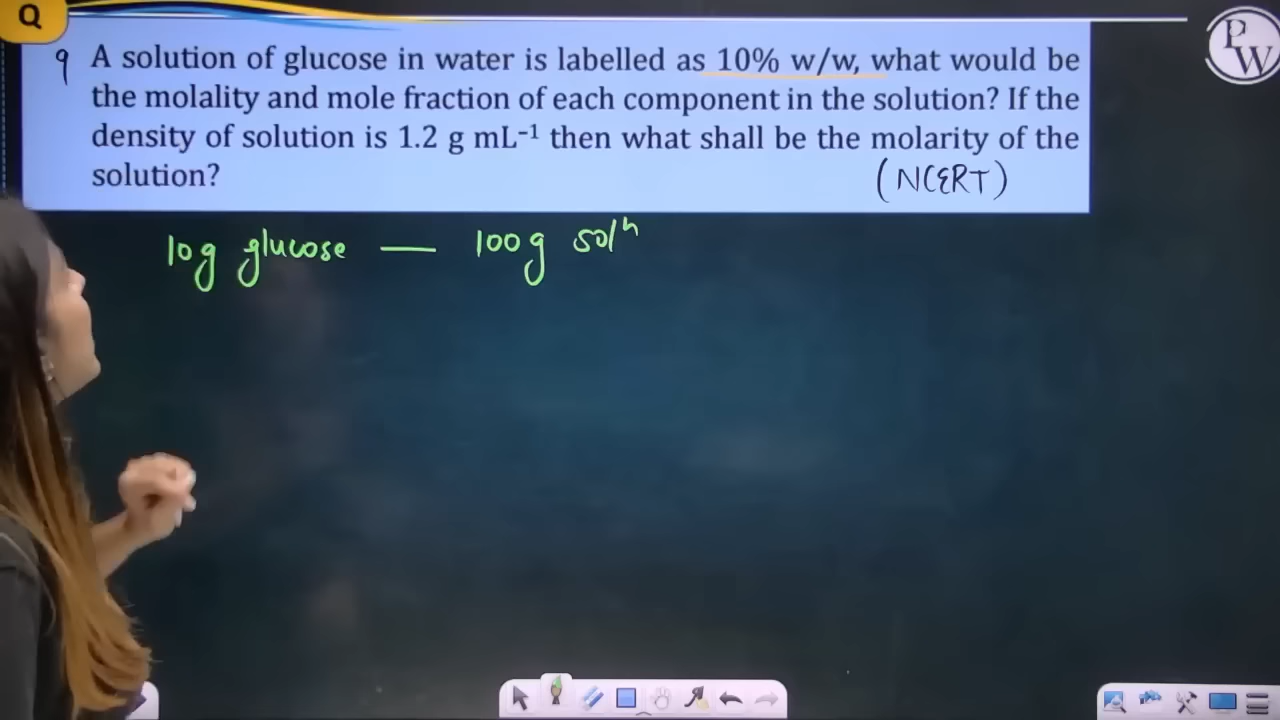 Q
9 A solution of glucose in water is labelled as 10% w/w, what would be
the molality and mole fraction of each component in the solution? If the
density of solution is 1.2 g mL⁻¹ then what shall be the molarity of the
solution?
(NCERT)
10g glucose — 100g solⁿ
PW